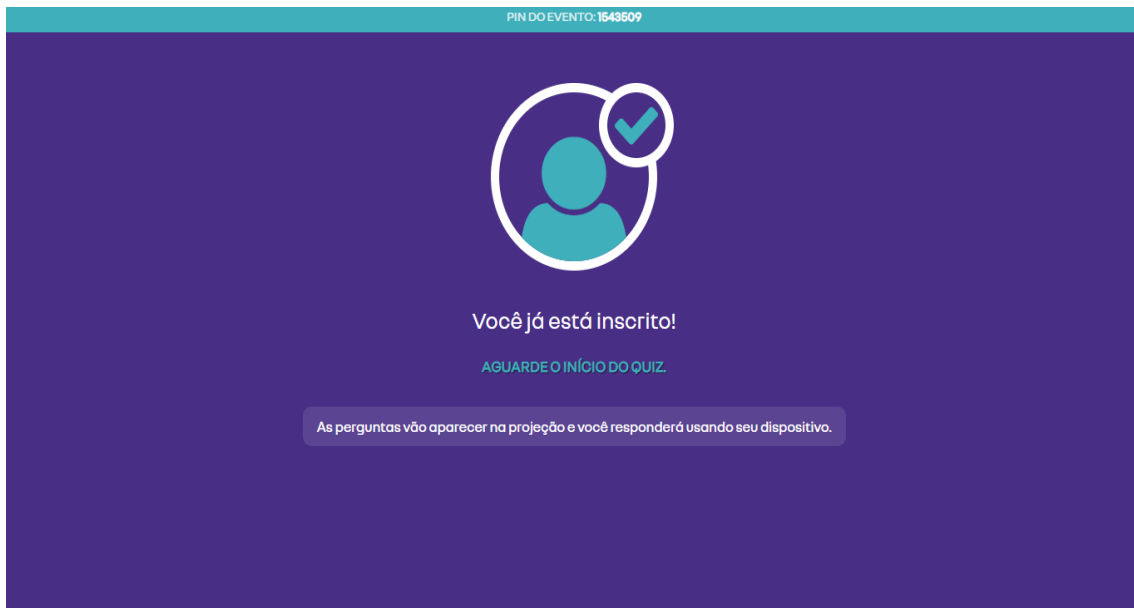 PIN DO EVENTO: 1543509
Você já está inscrito!
AGUARDE O INÍCIO DO QUIZ.
As perguntas vão aparecer na projeção e você responderá usando seu dispositivo.